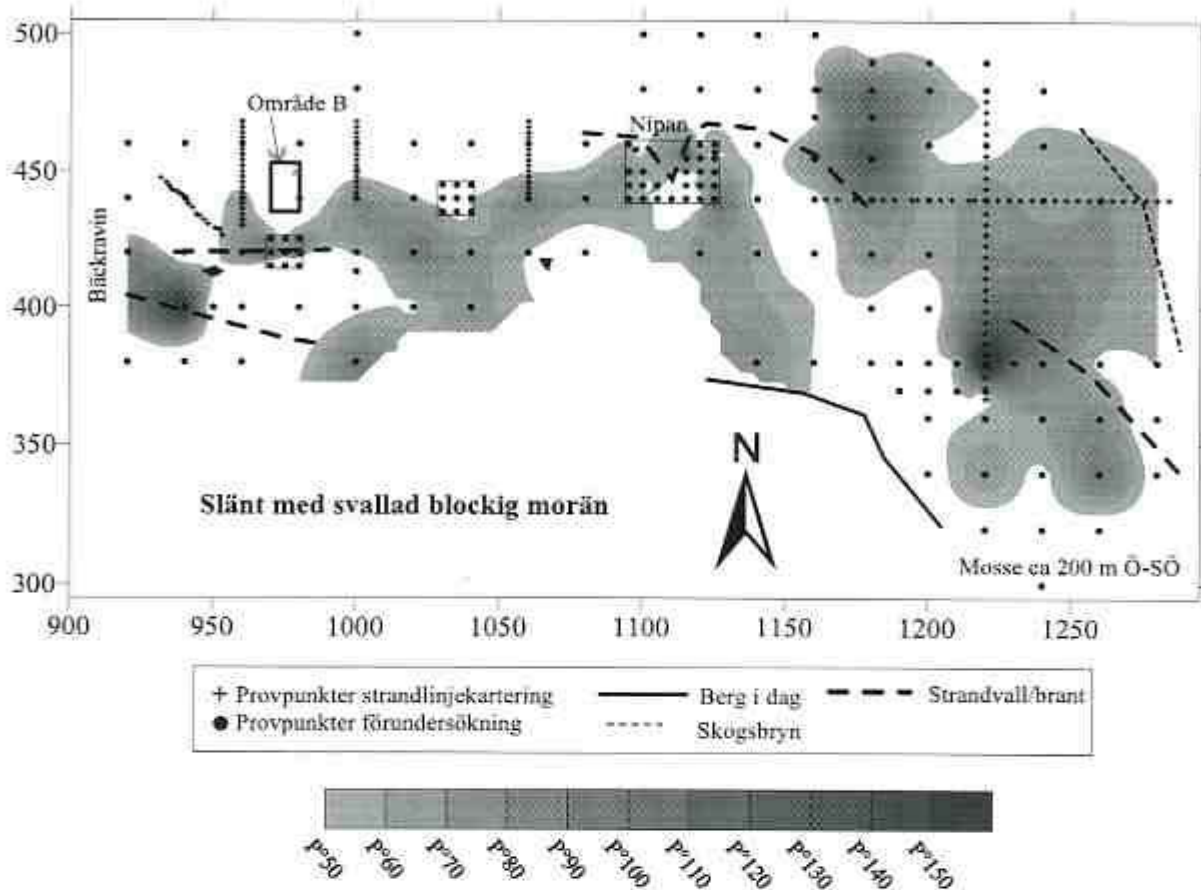 500
Område B
Nipan
450
Bäckravin
400
350
N
Slänt med svallad blockig morän
Mosse ca 200 m Ö-SÖ
300
900 950 1000 1050 1100 1150 1200 1250
+ Provpunkter strandlinjekartering
Berg i dag
Strandvall/brant
● Provpunkter förundersökning
Skogsbryn
P°50 P°60 P°70 P°80 P°90 P°100 P°110 P°120 P°130 P°140 P°150